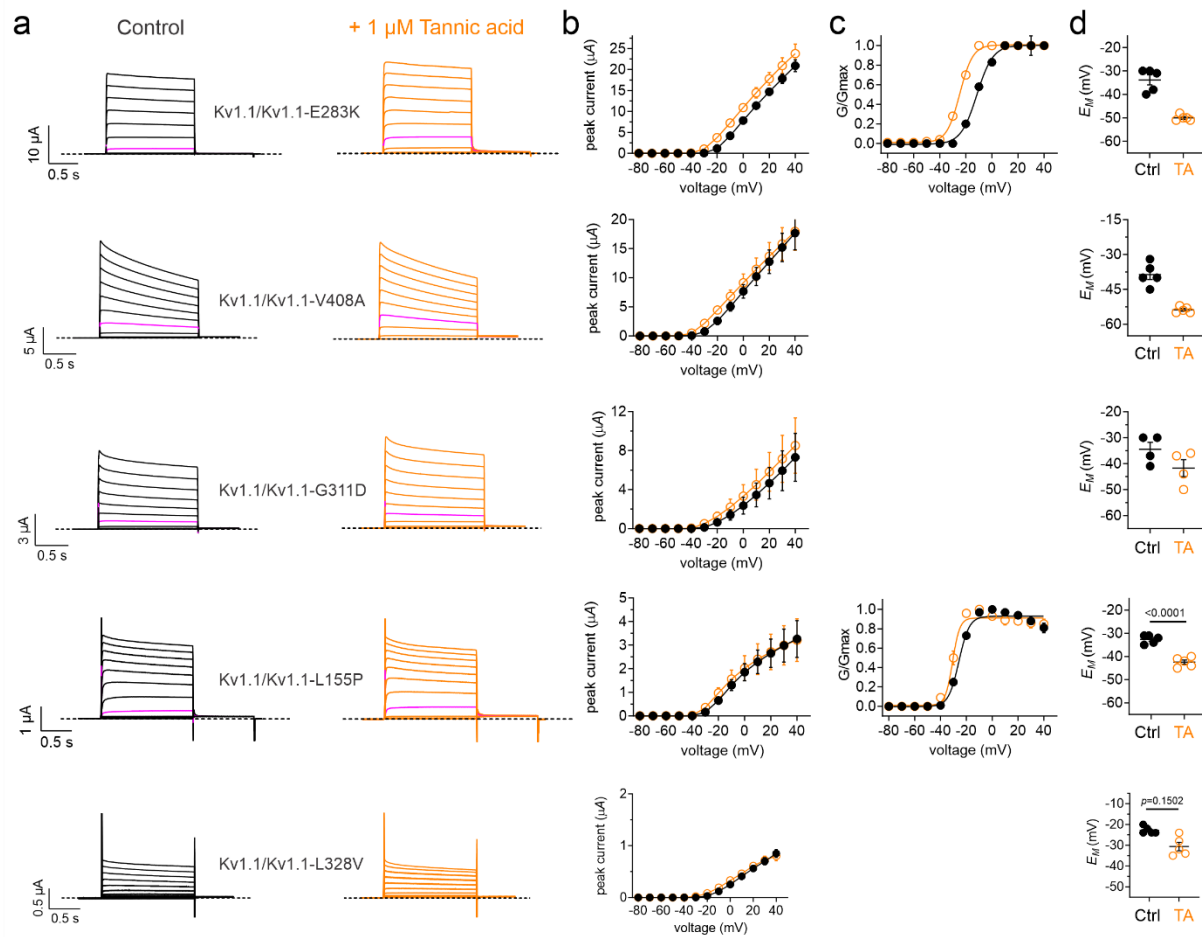 a
Control
+ 1 µM Tannic acid
b
c
d
Kv1.1/Kv1.1-E283K
10 µA
0.5 s
peak current (µA)
25
20
15
10
5
0
-80 -60 -40 -20 0 20 40
voltage (mV)
G/Gmax
1.0
0.8
0.6
0.4
0.2
0.0
-80 -60 -40 -20 0 20 40
voltage (mV)
EM (mV)
-20
-30
-40
-50
-60
Ctrl TA
Kv1.1/Kv1.1-V408A
5 µA
0.5 s
peak current (µA)
20
15
10
5
0
-80 -60 -40 -20 0 20 40
voltage (mV)
EM (mV)
-15
-30
-45
-60
Ctrl TA
Kv1.1/Kv1.1-G311D
3 µA
0.5 s
peak current (µA)
12
8
4
0
-80 -60 -40 -20 0 20 40
voltage (mV)
EM (mV)
-20
-30
-40
-50
-60
Ctrl TA
Kv1.1/Kv1.1-L155P
1 µA
0.5 s
peak current (µA)
5
4
3
2
1
0
-80 -60 -40 -20 0 20 40
voltage (mV)
G/Gmax
1.0
0.8
0.6
0.4
0.2
0.0
-80 -60 -40 -20 0 20 40
voltage (mV)
<0.0001
EM (mV)
-20
-30
-40
-50
-60
Ctrl TA
Kv1.1/Kv1.1-L328V
0.5 µA
0.5 s
peak current (µA)
2
1
0
-80 -60 -40 -20 0 20 40
voltage (mV)
p=0.1502
EM (mV)
-10
-20
-30
-40
-50
Ctrl TA